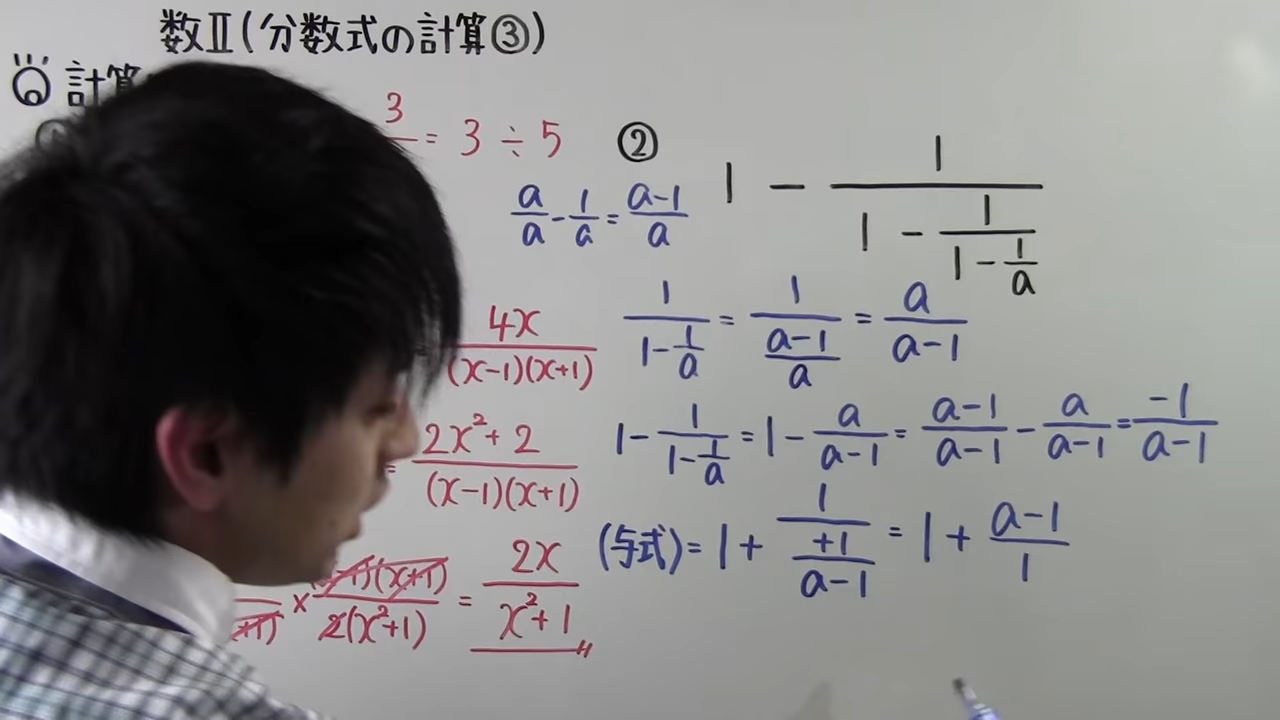 数Ⅱ(分数式の計算③)
計算
3/ = 3 ÷ 5
4x/(x-1)(x+1)
= 2x²+2/(x-1)(x+1)
× (x+1)/2(x²+1) = 2x/x²+1
② 1 - 1/(1 - 1/(1 - 1/a))
a/a - 1/a = a-1/a
1/(1 - 1/a) = 1/((a-1)/a) = a/(a-1)
1 - 1/(1 - 1/a) = 1 - a/(a-1) = (a-1)/(a-1) - a/(a-1) = -1/(a-1)
(与式) = 1 + 1/((+1)/(a-1)) = 1 + (a-1)/1